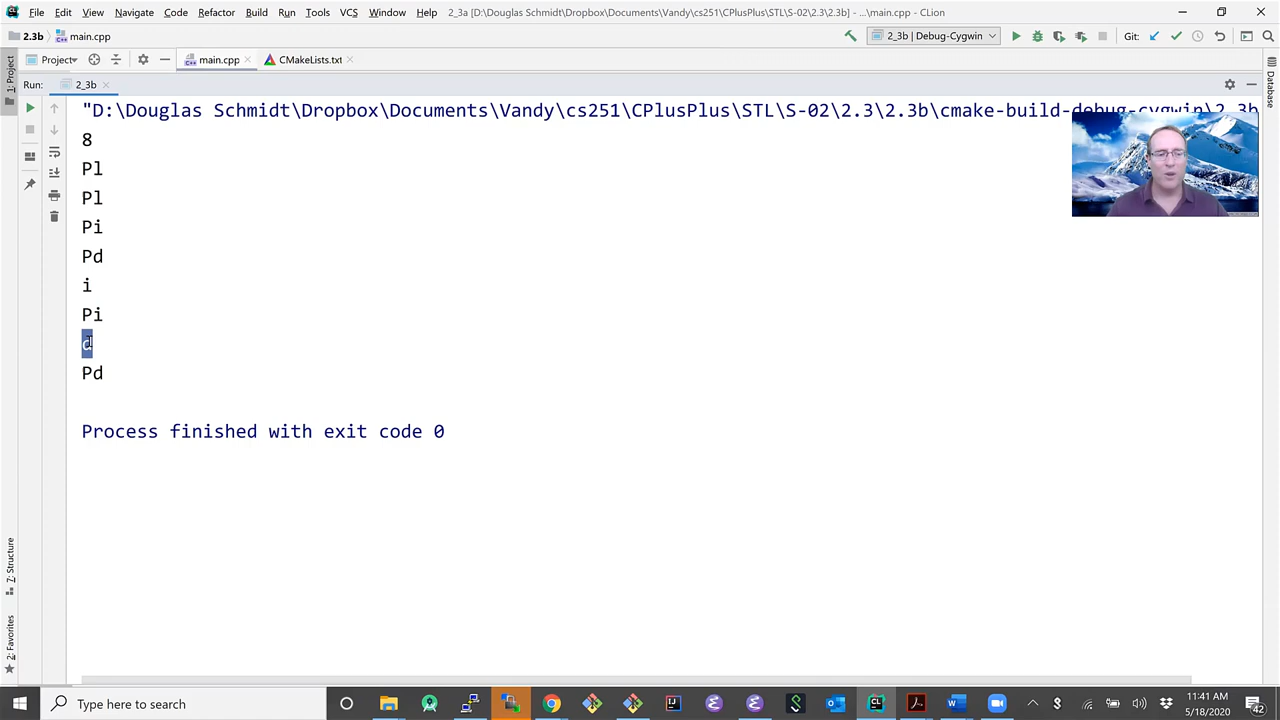 File Edit View Navigate Code Refactor Build Run Tools VCS Window Help 2_3a [D:\Douglas Schmidt\Dropbox\Documents\Vandy\cs251\CPlusPlus\STL\S-02\2.3\2.3b] - ...\main.cpp - CLion
2.3b main.cpp 2_3b | Debug-Cygwin Git:
1: Project
Project main.cpp CMakeLists.txt
Database
Run: 2_3b
"D:\Douglas Schmidt\Dropbox\Documents\Vandy\cs251\CPlusPlus\STL\S-02\2.3\2.3b\cmake-build-debug-cygwin\2_3b
8
Pl
Pl
Pi
Pd
i
Pi
d
Pd
Process finished with exit code 0
7: Structure
2: Favorites
Type here to search
11:41 AM
5/18/2020
42